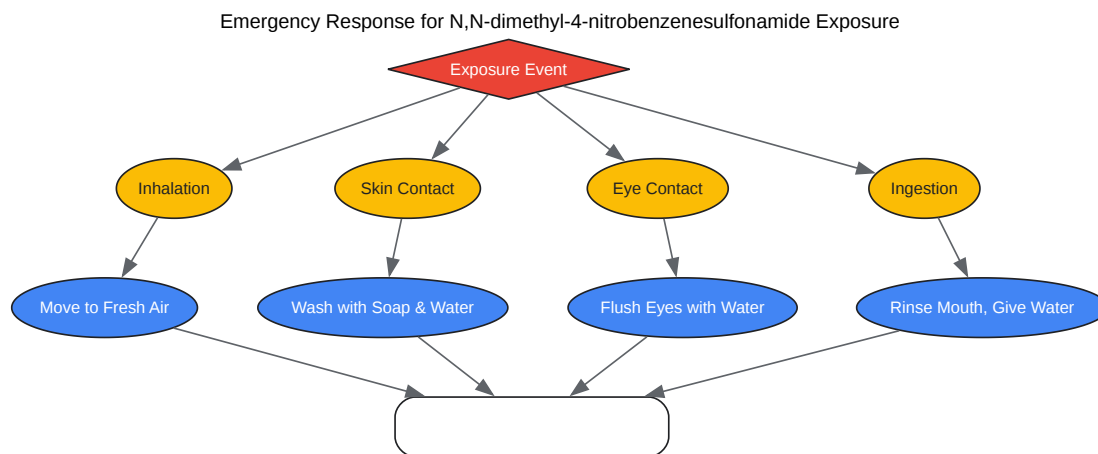 Emergency Response for N,N-dimethyl-4-nitrobenzenesulfonamide Exposure
Exposure Event
Inhalation
Skin Contact
Eye Contact
Ingestion
Move to Fresh Air
Wash with Soap & Water
Flush Eyes with Water
Rinse Mouth, Give Water